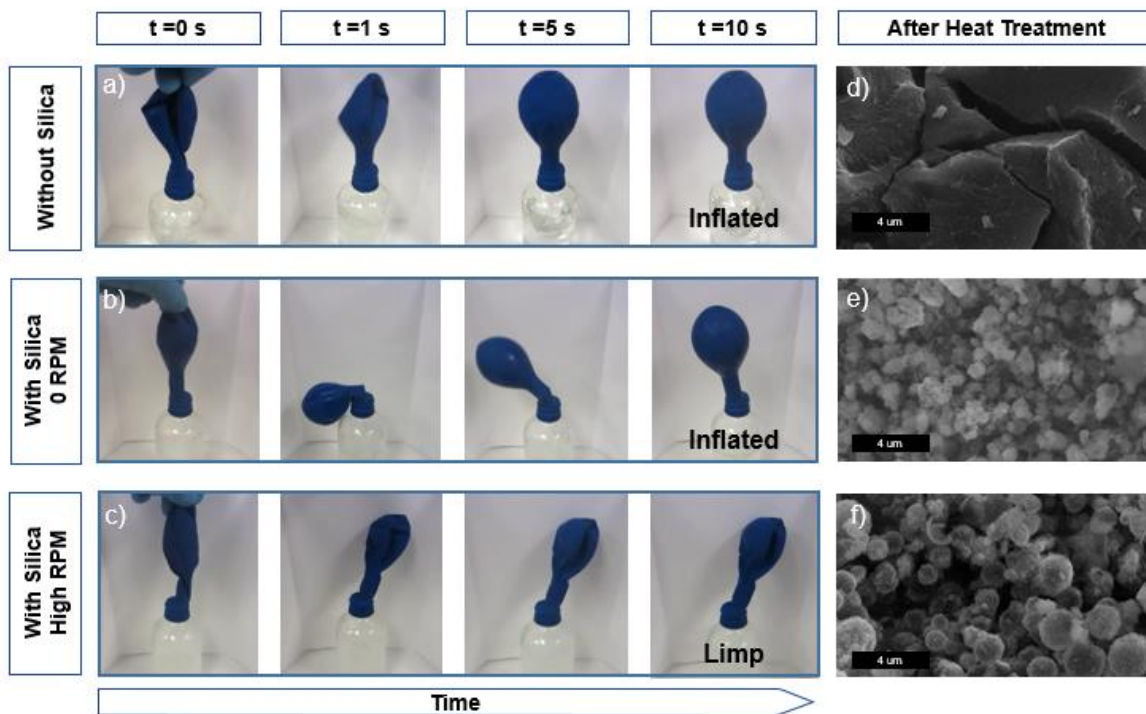 t =0 s
t =1 s
t =5 s
t =10 s
After Heat Treatment
Without Silica
a)
Inflated
d)
4 um
With Silica
0 RPM
b)
Inflated
e)
4 um
With Silica
High RPM
c)
Limp
f)
4 um
Time